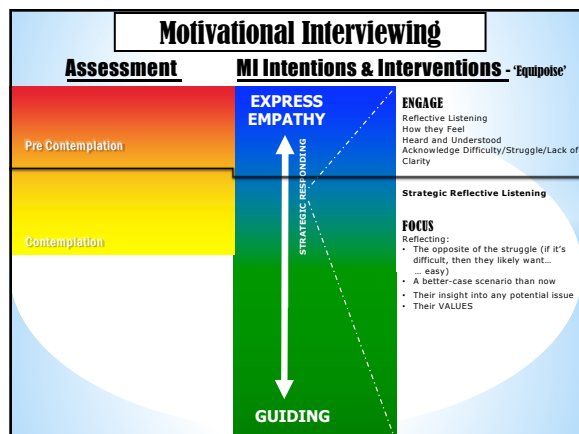 Motivational Interviewing
Assessment
MI Intentions & Interventions - ‘Equipoise’
Pre Contemplation
Contemplation
EXPRESS
EMPATHY
STRATEGIC RESPONDING
GUIDING
ENGAGE
Reflective Listening
How they Feel
Heard and Understood
Acknowledge Difficulty/Struggle/Lack of
Clarity
Strategic Reflective Listening
FOCUS
Reflecting:
• The opposite of the struggle (if it’s
difficult, then they likely want…
… easy)
• A better-case scenario than now
• Their insight into any potential issue
• Their VALUES